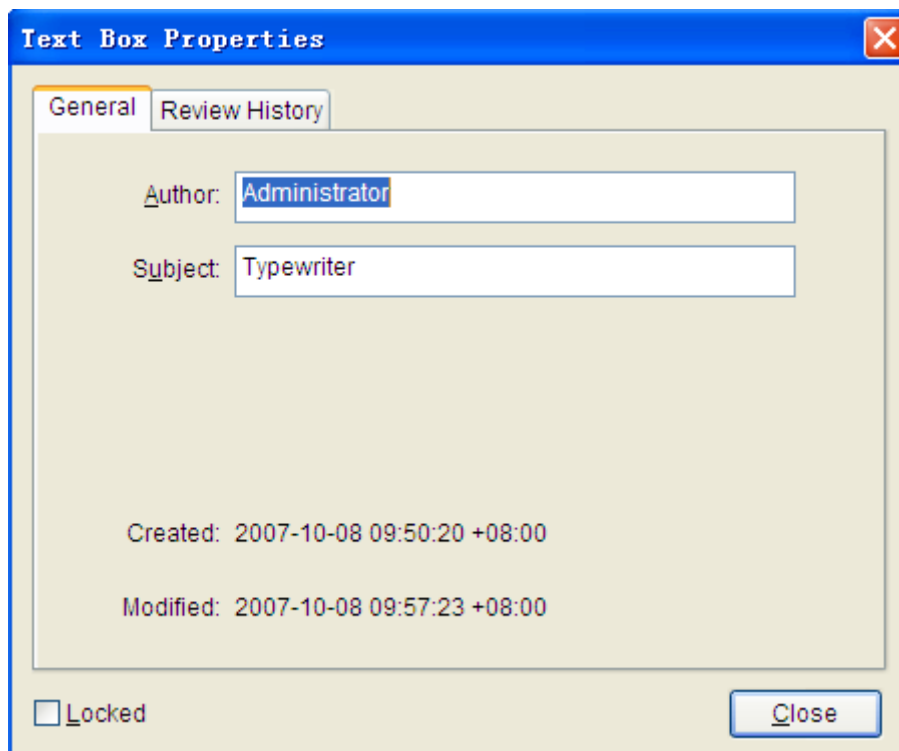 Text Box Properties
General Review History
Author: Administrator
Subject: Typewriter
Created: 2007-10-08 09:50:20 +08:00
Modified: 2007-10-08 09:57:23 +08:00
Locked Close